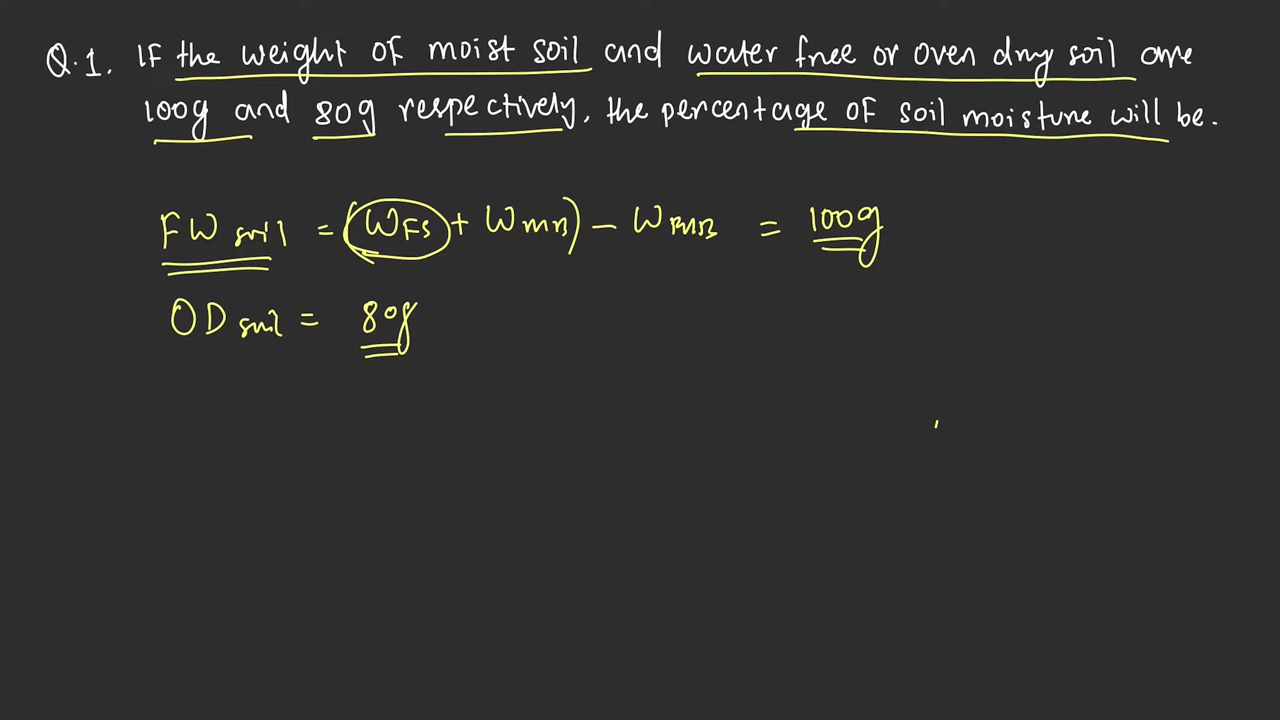 Q.1. IF the weight of moist soil and water free or oven dry soil are
100g and 80g respectively, the percentage of soil moisture will be.
FW soil = (WFS + WMB) - WMB = 100g
OD soil = 80g